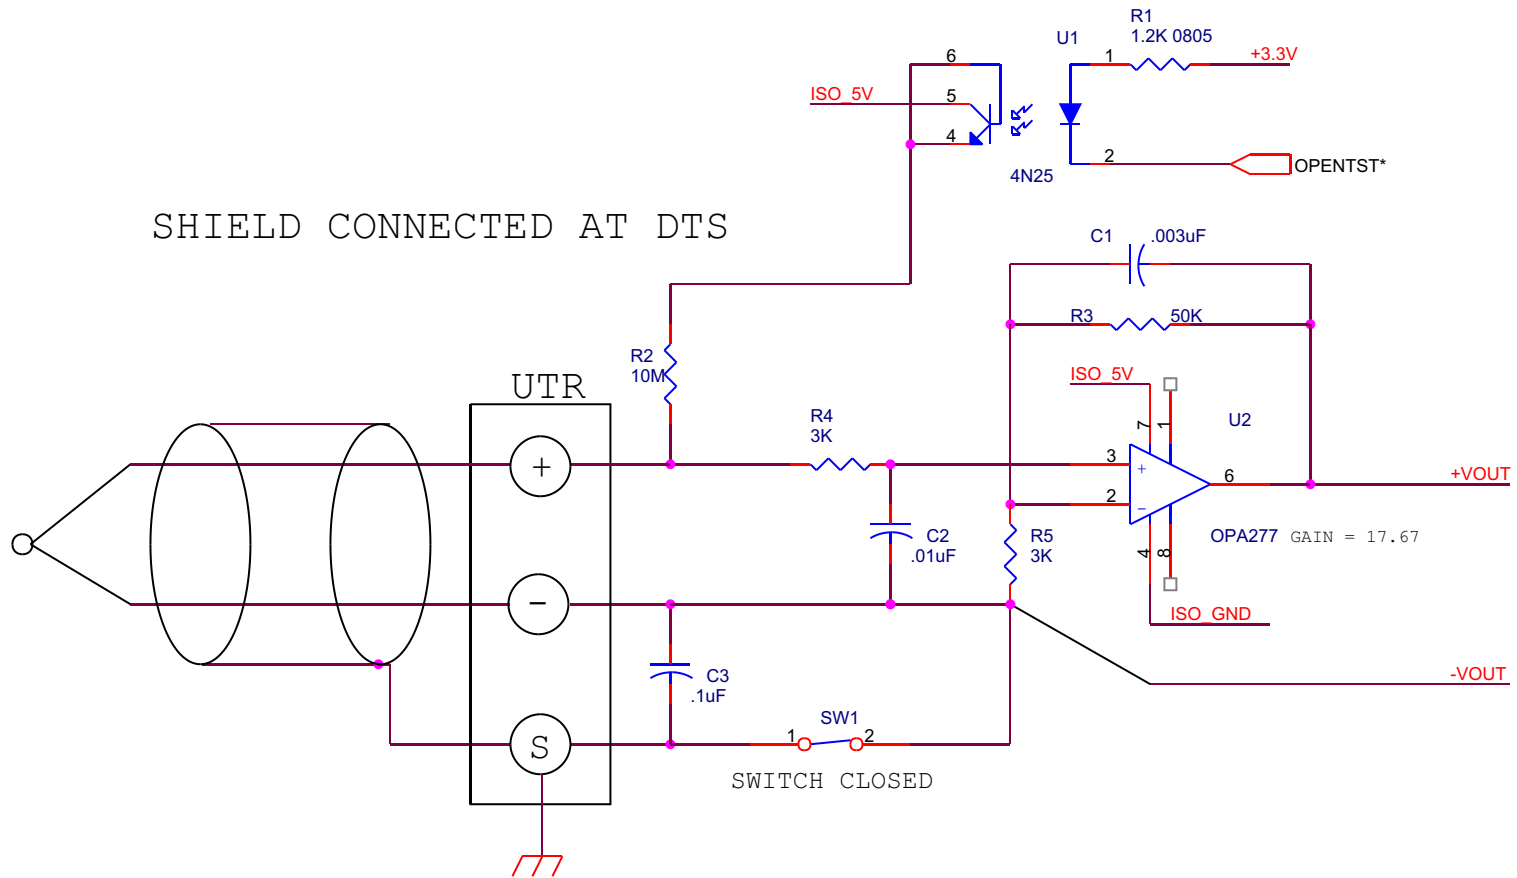 R1
1.2K 0805
U1
6
1
+3.3V
ISO_5V
5
4
2
4N25
OPENTST*
SHIELD CONNECTED AT DTS
C1
.003uF
R3
50K
R2
10M
ISO_5V
UTR
R4
3K
7
1
U2
+
3
+
6
+VOUT
2
-
C2
.01uF
R5
3K
4
8
OPA277
GAIN = 17.67
-
ISO_GND
C3
.1uF
-VOUT
SW1
S
1
2
SWITCH CLOSED